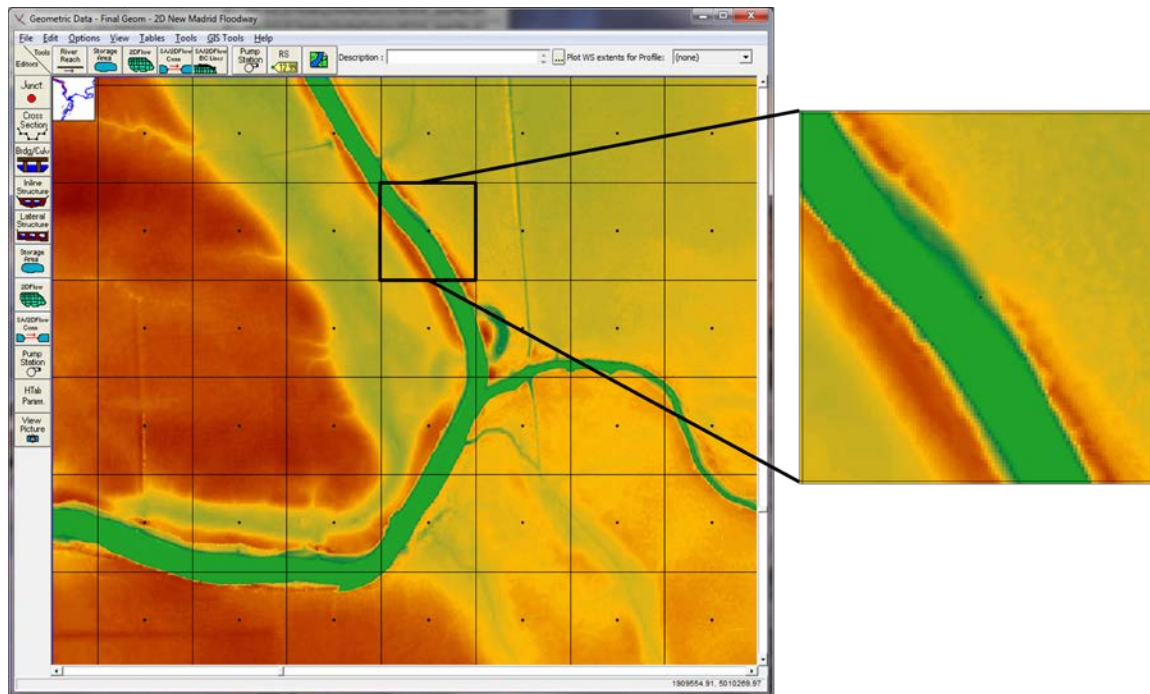 Geometric Data - Final Geom - 2D New Madrid Floodway
File Edit Options View Tables Tools GIS Tools Help
Tools
Editors
River
Reach
Storage
Area
2DFlow
SA/2DFlow
Conn
SA/2DFlow
BC Lines
Pump
Station
RS
Description :
...
Plot WS extents for Profile:
(none)
Junct.
Cross
Section
Brdg/Culv
Inline
Structure
Lateral
Structure
Storage
Area
2DFlow
SA/2DFlow
Conn
Pump
Station
HTab
Param.
View
Picture
1909554.91, 5010269.97